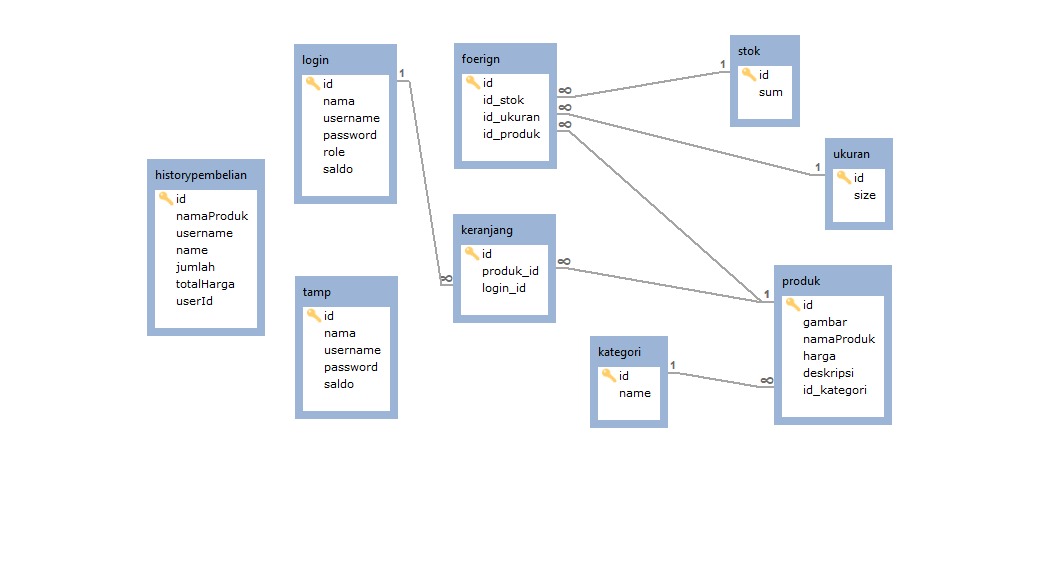 historypembelian
id
namaProduk
username
name
jumlah
totalHarga
userId
login
id
nama
username
password
role
saldo
1
tamp
id
nama
username
password
saldo
foerign
id
id_stok
id_ukuran
id_produk
∞
∞
∞
keranjang
id
produk_id
login_id
∞
∞
stok
id
sum
1
ukuran
id
size
1
kategori
id
name
1
produk
id
gambar
namaProduk
harga
deskripsi
id_kategori
1
∞